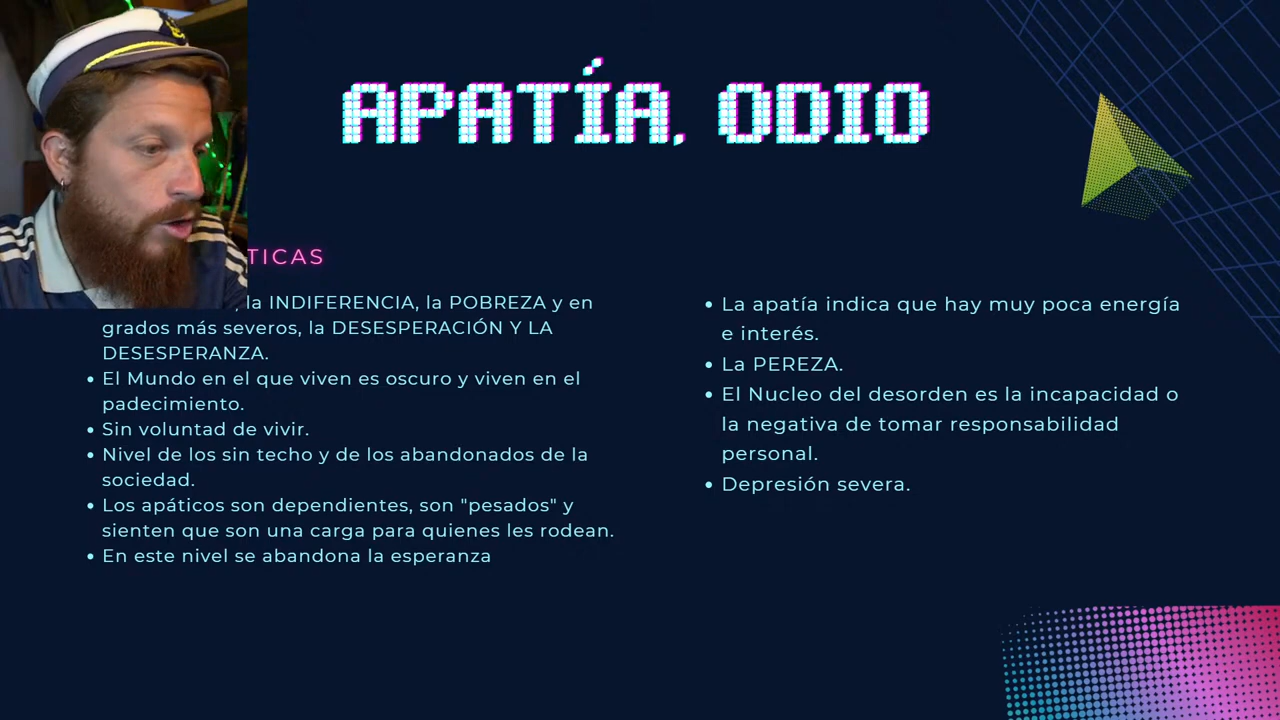 APATÍA, ODIO
TICAS
, la INDIFERENCIA, la POBREZA y en
grados más severos, la DESESPERACIÓN Y LA
DESESPERANZA.
• El Mundo en el que viven es oscuro y viven en el
padecimiento.
• Sin voluntad de vivir.
• Nivel de los sin techo y de los abandonados de la
sociedad.
• Los apáticos son dependientes, son "pesados" y
sienten que son una carga para quienes les rodean.
• En este nivel se abandona la esperanza
• La apatía indica que hay muy poca energía
e interés.
• La PEREZA.
• El Nucleo del desorden es la incapacidad o
la negativa de tomar responsabilidad
personal.
• Depresión severa.